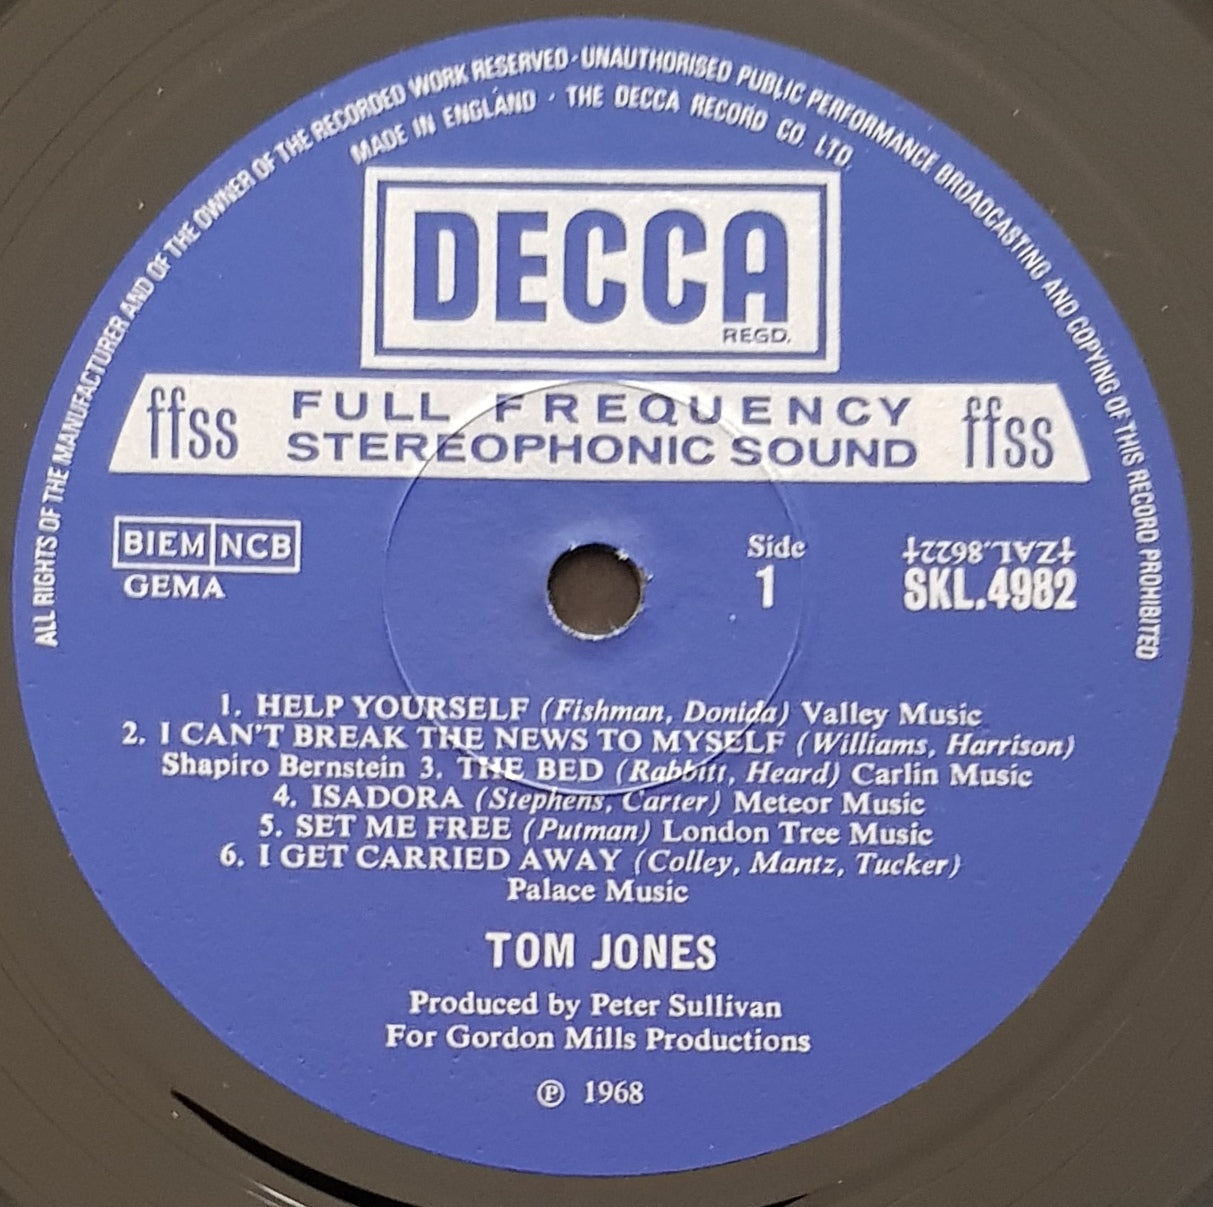 ALL RIGHTS OF THE MANUFACTURER AND OF THE OWNER OF THE RECORDED WORK RESERVED · UNAUTHORISED PUBLIC PERFORMANCE BROADCASTING AND COPYING OF THIS RECORD PROHIBITED
MADE IN ENGLAND · THE DECCA RECORD CO. LTD.
DECCA
REGD.
ffss FULL FREQUENCY ffss
STEREOPHONIC SOUND
BIEM NCB
GEMA
Side
1
‡ZAL.8622‡
SKL.4982
1. HELP YOURSELF (Fishman, Donida) Valley Music
2. I CAN'T BREAK THE NEWS TO MYSELF (Williams, Harrison)
Shapiro Bernstein 3. THE BED (Rabbitt, Heard) Carlin Music
4. ISADORA (Stephens, Carter) Meteor Music
5. SET ME FREE (Putman) London Tree Music
6. I GET CARRIED AWAY (Colley, Mantz, Tucker)
Palace Music
TOM JONES
Produced by Peter Sullivan
For Gordon Mills Productions
℗ 1968